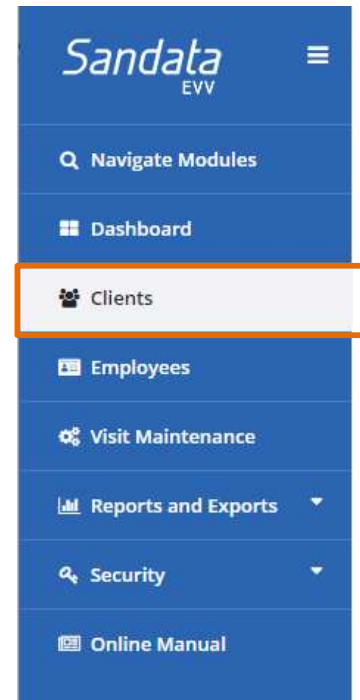 Sandata
EVV
Navigate Modules
Dashboard
Clients
Employees
Visit Maintenance
Reports and Exports
Security
Online Manual